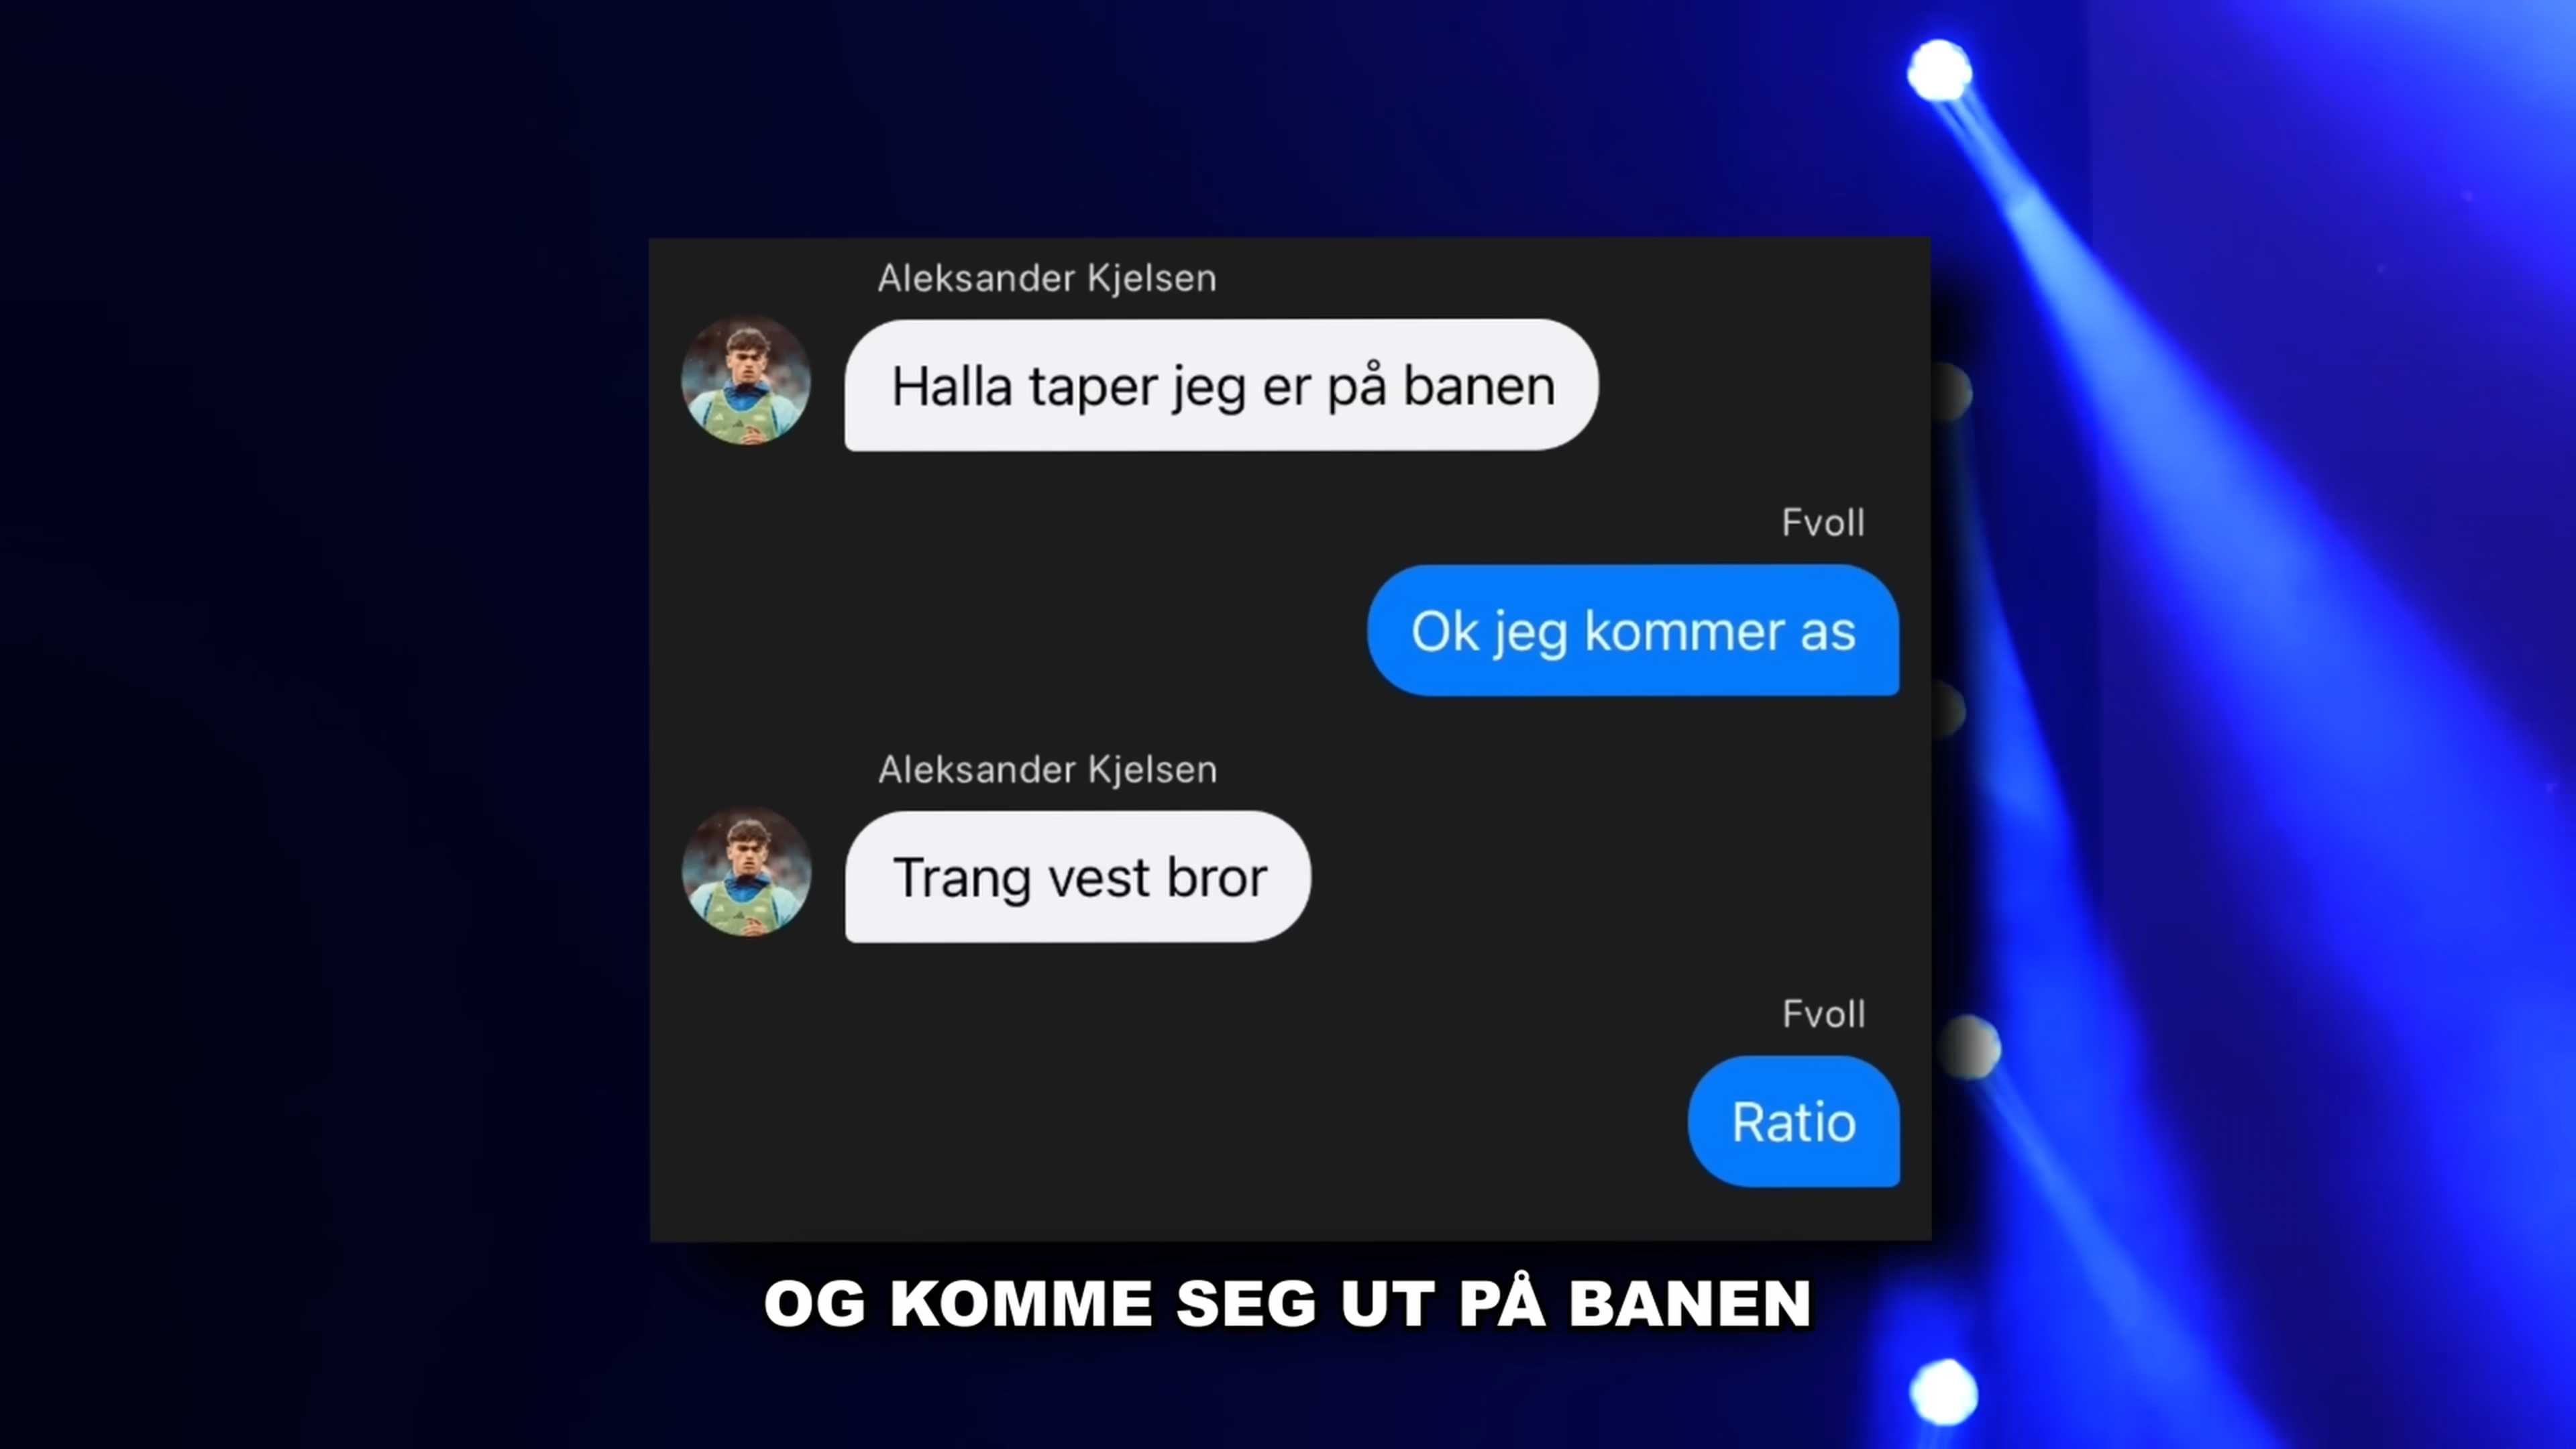 Aleksander Kjelsen
Halla taper jeg er på banen
Fvoll
Ok jeg kommer as
Aleksander Kjelsen
Trang vest bror
Fvoll
Ratio
OG KOMME SEG UT PÅ BANEN